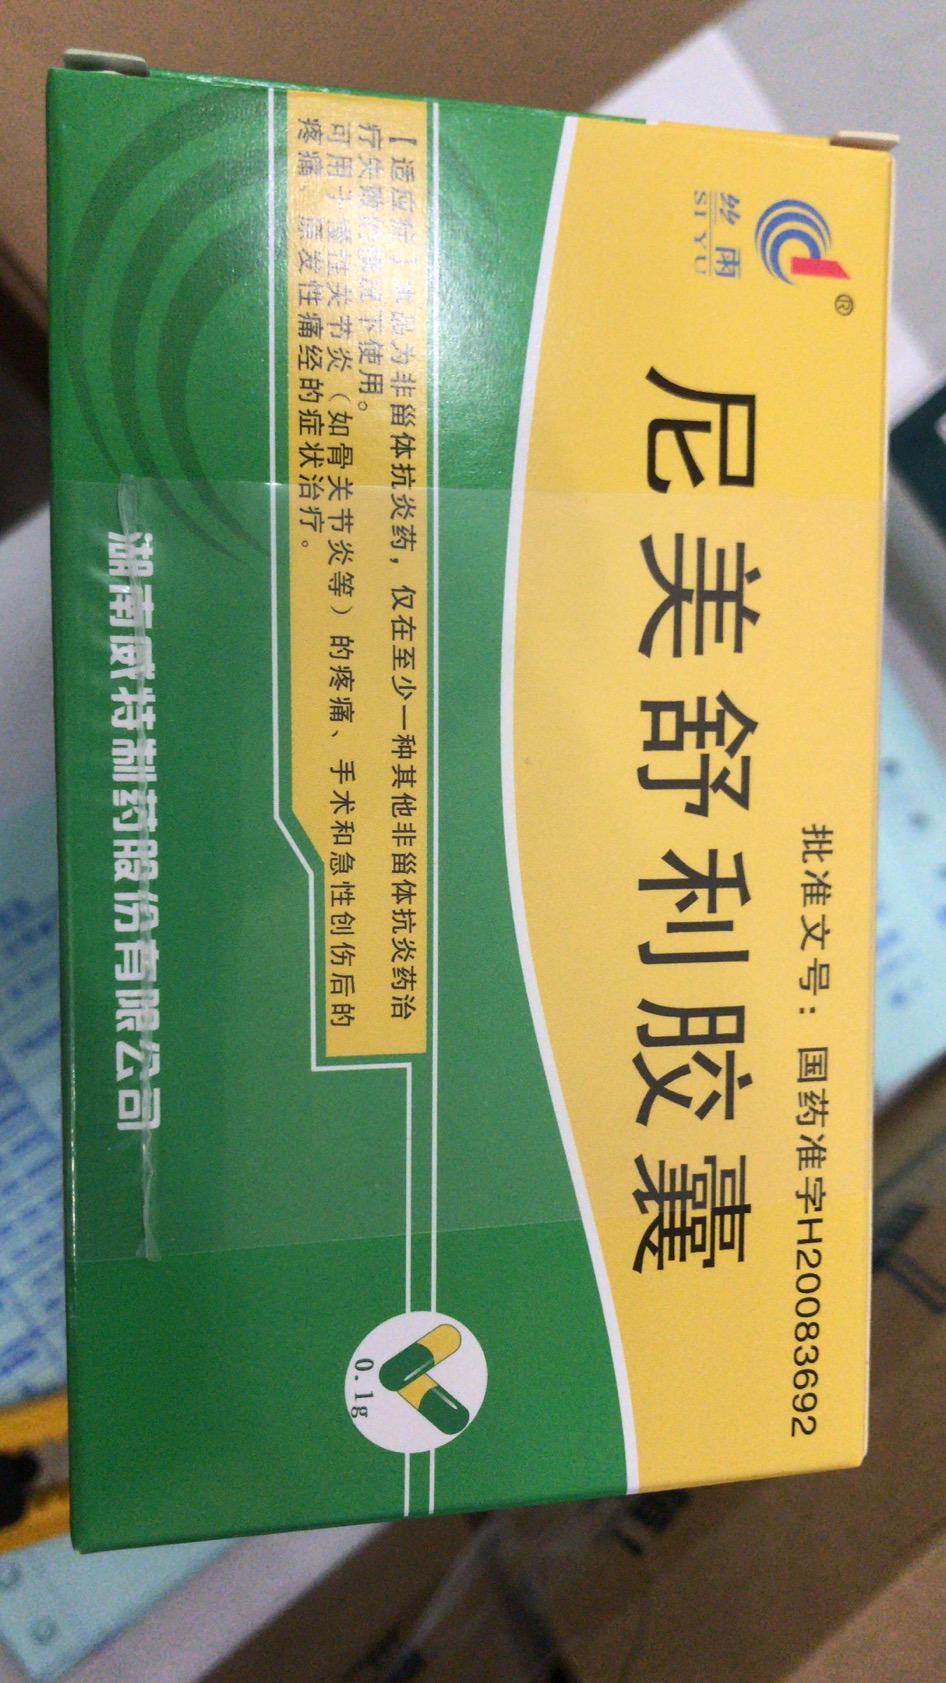 丝雨
SI YU
®
批准文号：国药准字H20083692
尼美舒利胶囊
【适应症】本品为非甾体抗炎药，仅在至少一种其他非甾体抗炎药治
疗失败的情况下使用。
可用于慢性关节炎（如骨关节炎等）的疼痛、手术和急性创伤后的
疼痛、原发性痛经的症状治疗。
0.1g
湖南威特制药股份有限公司